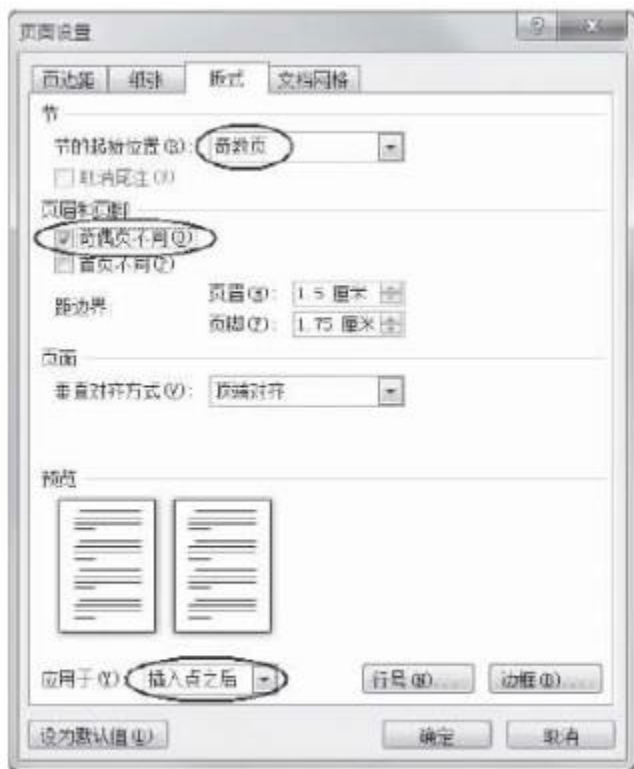 页面设置
页边距 纸张 版式 文档网格
节
节的起始位置(R): 奇数页
取消尾注(U)
页眉和页脚
奇偶页不同(O)
首页不同(P)
距边界: 页眉(H): 1.5 厘米
页脚(F): 1.75 厘米
页面
垂直对齐方式(V): 顶端对齐
预览
应用于(Y): 插入点之后 行号(N)... 边框(B)...
设为默认值(D) 确定 取消